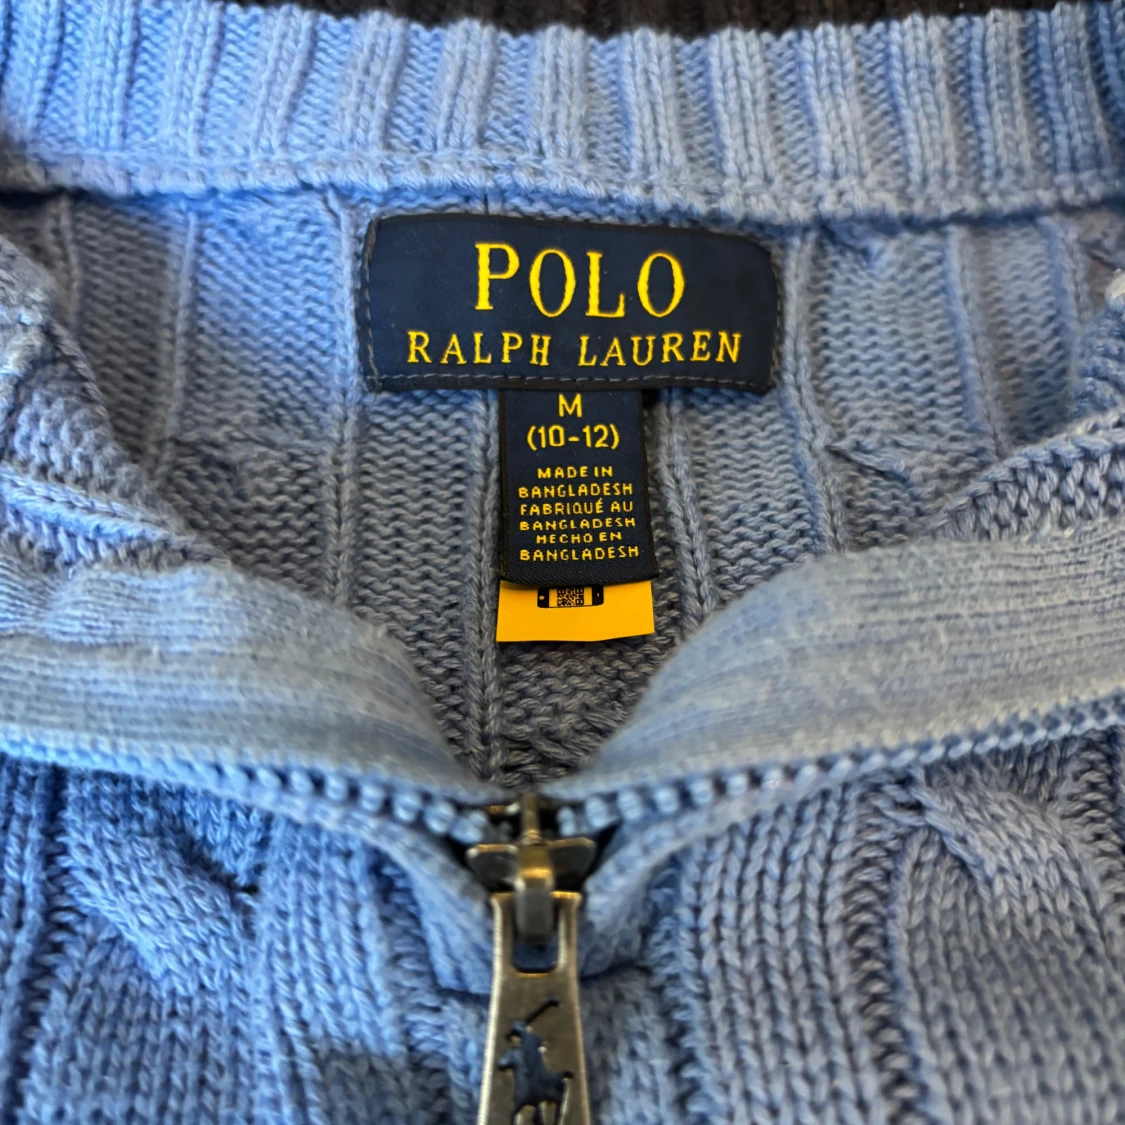 POLO
RALPH LAUREN
M
(10-12)
MADE IN
BANGLADESH
FABRIQUÉ AU
BANGLADESH
HECHO EN
BANGLADESH